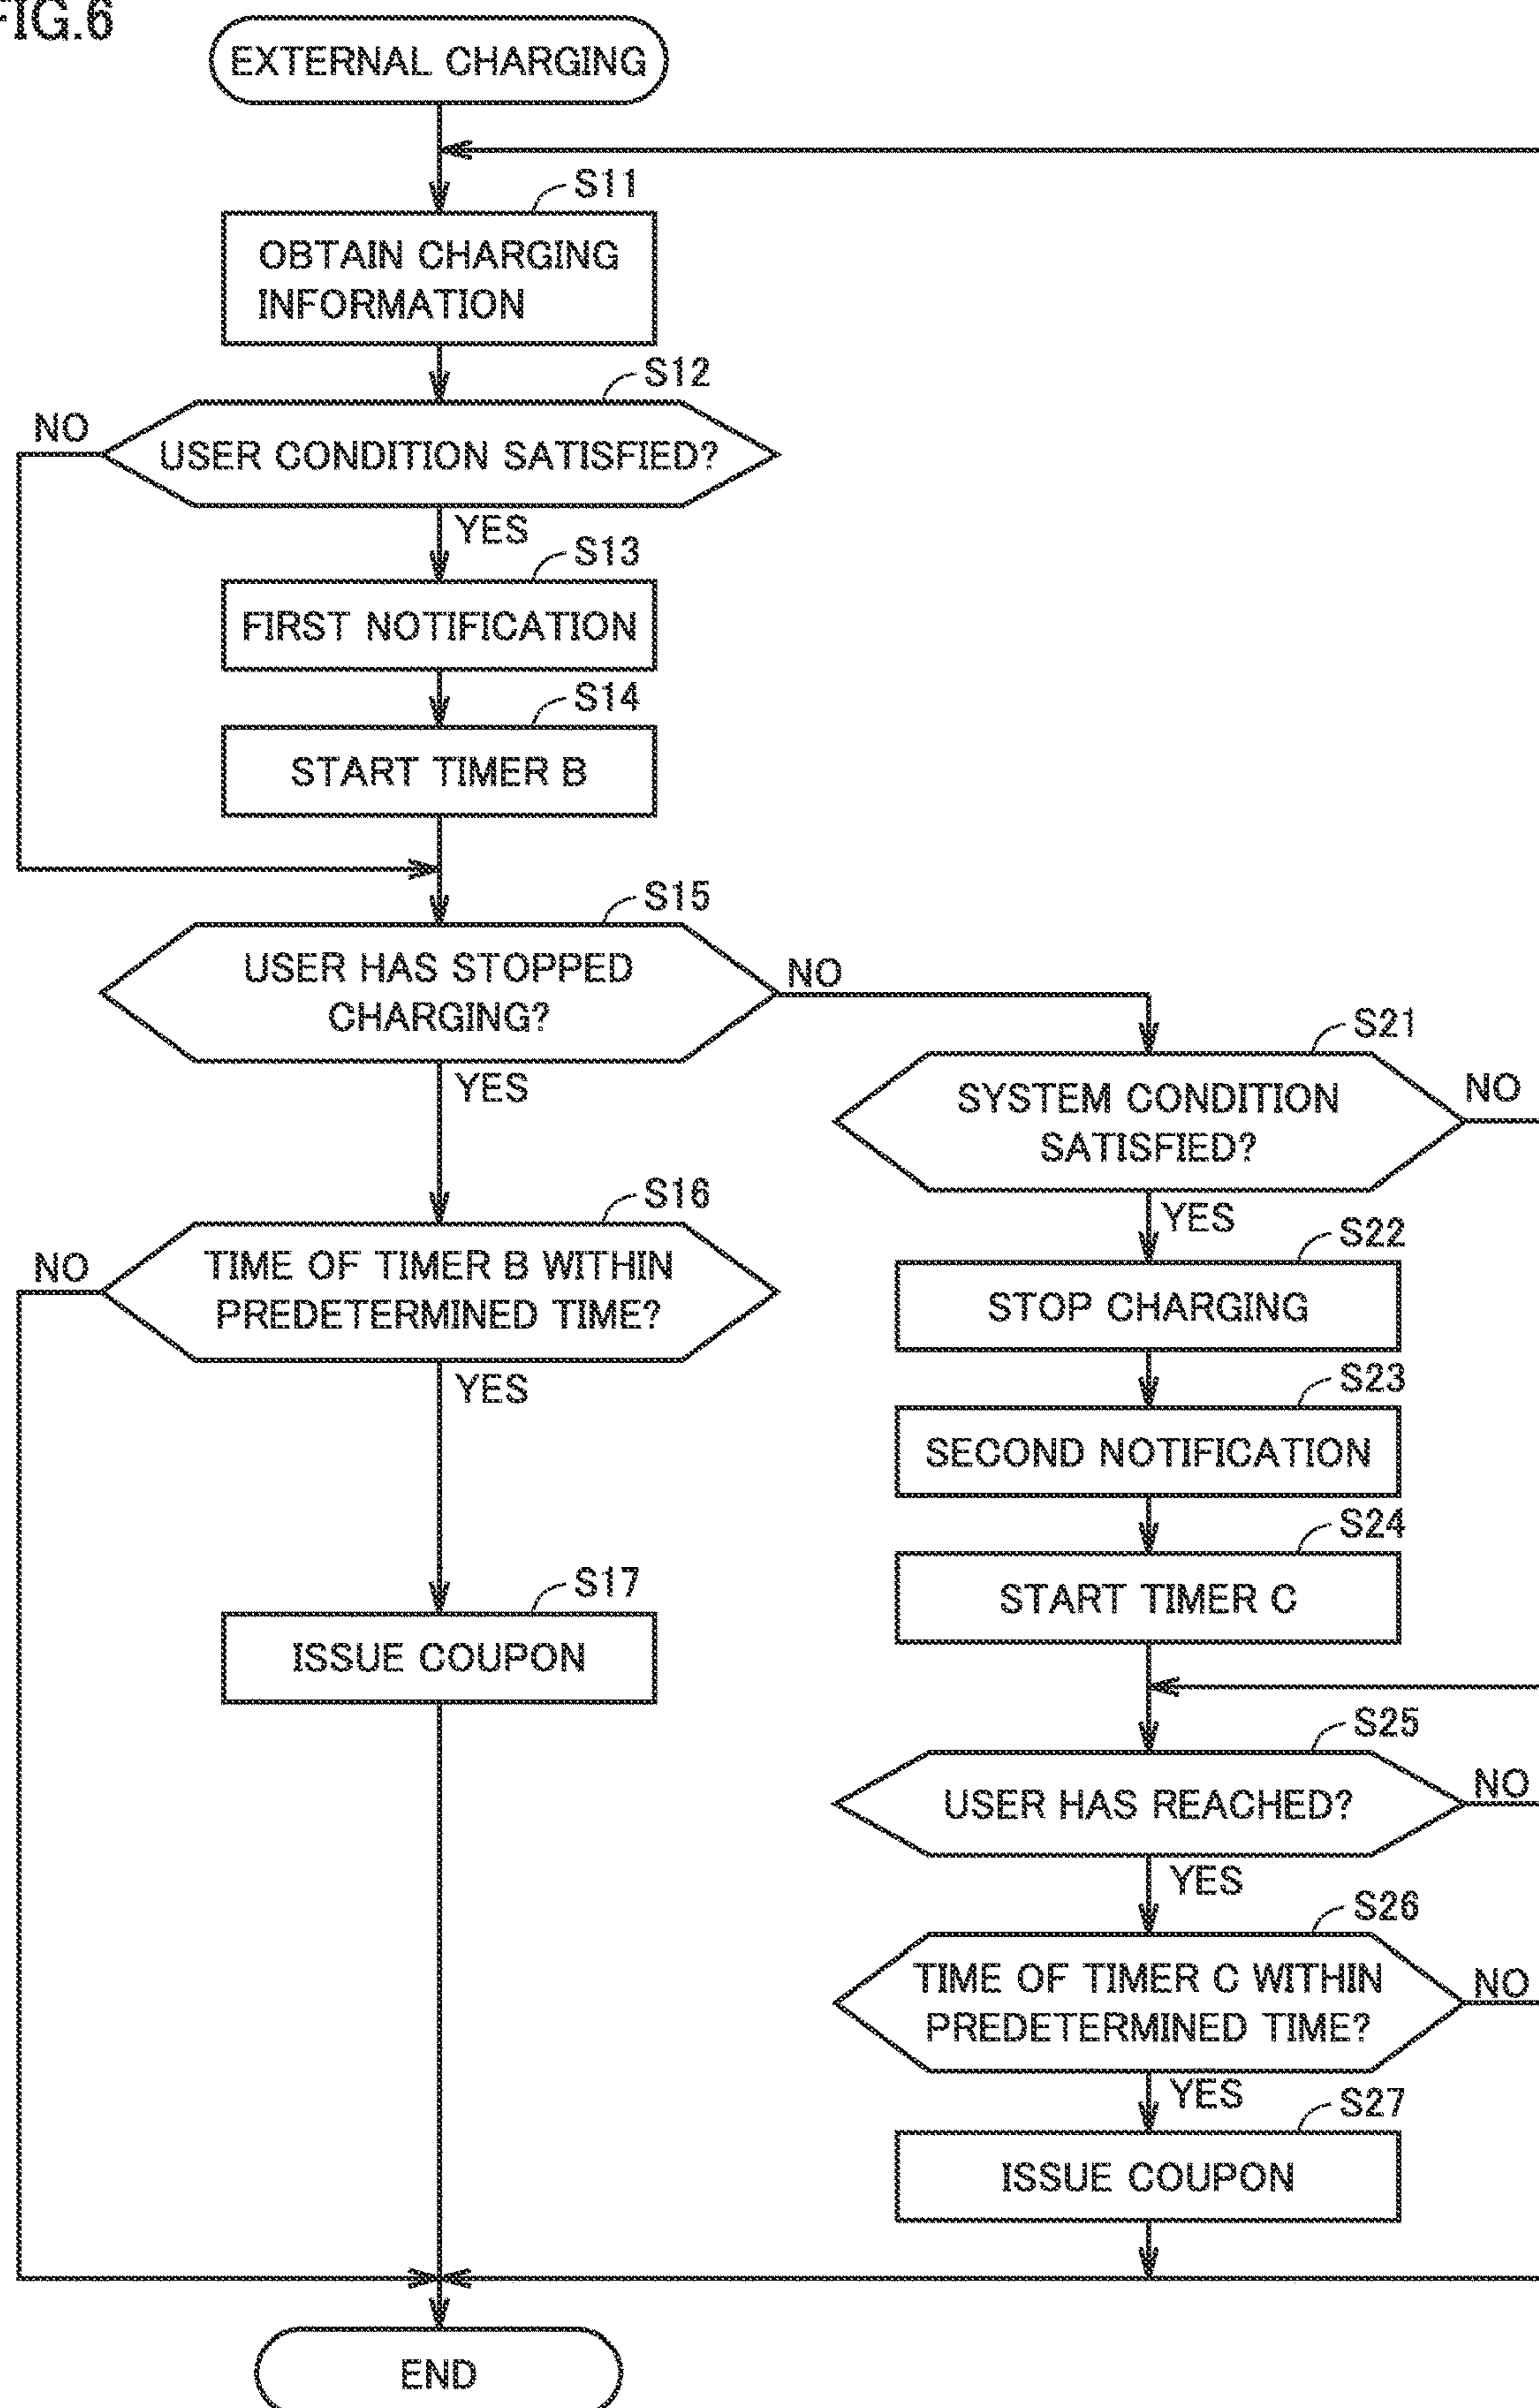 FIG.6
EXTERNAL CHARGING
S11
OBTAIN CHARGING
INFORMATION
S12
NO
USER CONDITION SATISFIED?
YES
S13
FIRST NOTIFICATION
S14
START TIMER B
S15
USER HAS STOPPED
CHARGING?
NO
YES
S16
NO
TIME OF TIMER B WITHIN
PREDETERMINED TIME?
YES
S17
ISSUE COUPON
S21
SYSTEM CONDITION
SATISFIED?
NO
YES
S22
STOP CHARGING
S23
SECOND NOTIFICATION
S24
START TIMER C
S25
USER HAS REACHED?
NO
YES
S26
TIME OF TIMER C WITHIN
PREDETERMINED TIME?
NO
YES
S27
ISSUE COUPON
END